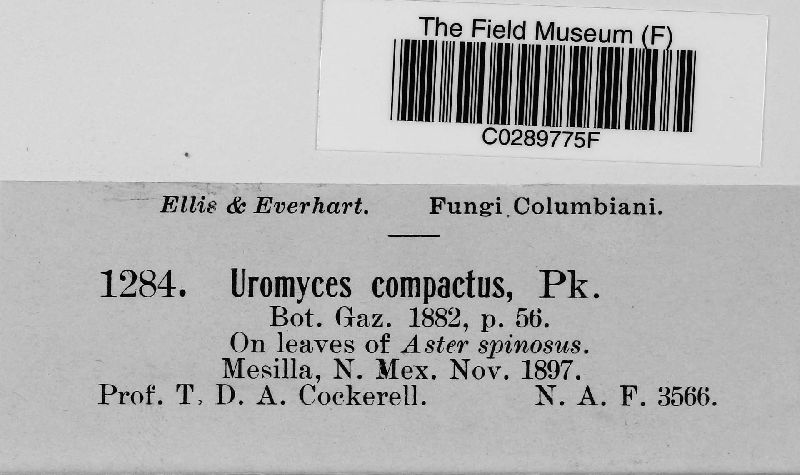 The Field Museum (F)
C0289775F
Ellis & Everhart. Fungi Columbiani.
1284. Uromyces compactus, Pk.
Bot. Gaz. 1882, p. 56.
On leaves of Aster spinosus.
Mesilla, N. Mex. Nov. 1897.
Prof. T. D. A. Cockerell. N. A. F. 3566.